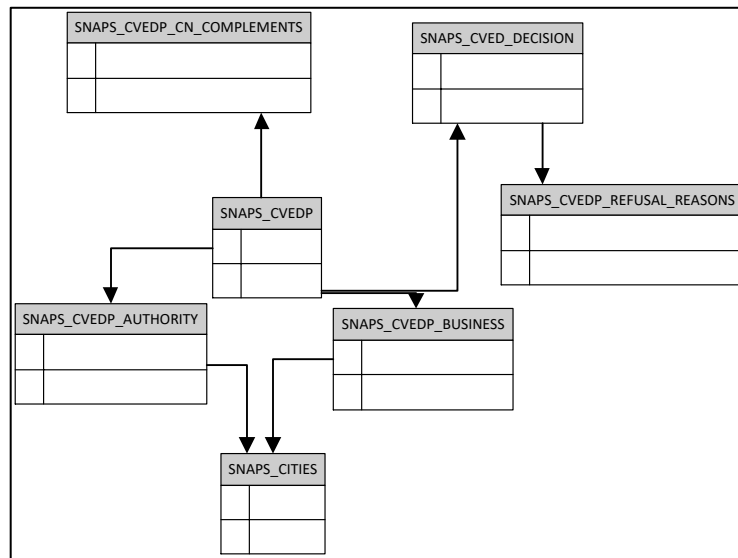 SNAPS_CVEDP_CN_COMPLEMENTS
SNAPS_CVED_DECISION
SNAPS_CVEDP_REFUSAL_REASONS
SNAPS_CVEDP
SNAPS_CVEDP_AUTHORITY
SNAPS_CVEDP_BUSINESS
SNAPS_CITIES